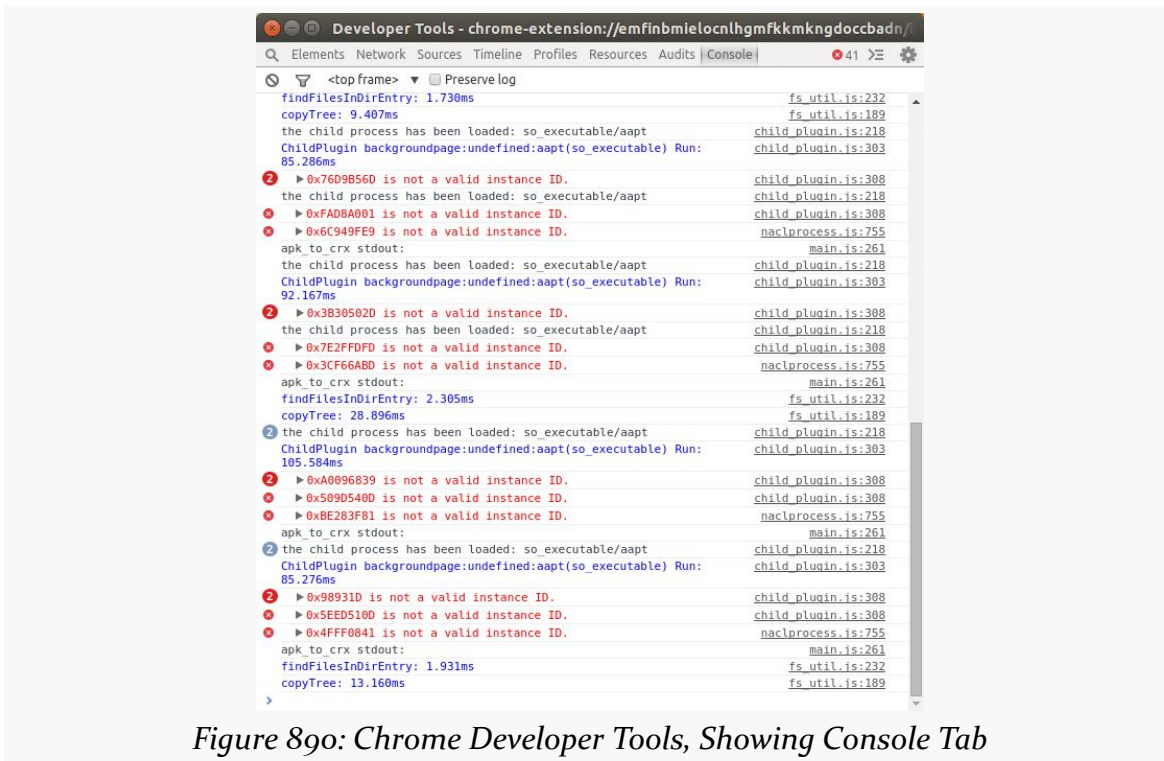 Developer Tools - chrome-extension://emfinbmielocnlhgmfkkmkngdoccbadn/i
Elements Network Sources Timeline Profiles Resources Audits Console 41
<top frame> ▼ Preserve log
findFilesInDirEntry: 1.730ms fs_util.js:232
copyTree: 9.407ms fs_util.js:189
the child process has been loaded: so_executable/aapt child_plugin.js:218
ChildPlugin backgroundpage:undefined:aapt(so_executable) Run: child_plugin.js:303
85.286ms
2 ▶0x76D9B56D is not a valid instance ID. child_plugin.js:308
the child process has been loaded: so_executable/aapt child_plugin.js:218
▶0xFAD8A001 is not a valid instance ID. child_plugin.js:308
▶0x6C949FE9 is not a valid instance ID. naclprocess.js:755
apk_to_crx stdout: main.js:261
the child process has been loaded: so_executable/aapt child_plugin.js:218
ChildPlugin backgroundpage:undefined:aapt(so_executable) Run: child_plugin.js:303
92.167ms
2 ▶0x3B30502D is not a valid instance ID. child_plugin.js:308
the child process has been loaded: so_executable/aapt child_plugin.js:218
▶0x7E2FFDFD is not a valid instance ID. child_plugin.js:308
▶0x3CF66ABD is not a valid instance ID. naclprocess.js:755
apk_to_crx stdout: main.js:261
findFilesInDirEntry: 2.305ms fs_util.js:232
copyTree: 28.896ms fs_util.js:189
2 the child process has been loaded: so_executable/aapt child_plugin.js:218
ChildPlugin backgroundpage:undefined:aapt(so_executable) Run: child_plugin.js:303
105.584ms
2 ▶0xA0096839 is not a valid instance ID. child_plugin.js:308
▶0x509D540D is not a valid instance ID. child_plugin.js:308
▶0xBE283F81 is not a valid instance ID. naclprocess.js:755
apk_to_crx stdout: main.js:261
2 the child process has been loaded: so_executable/aapt child_plugin.js:218
ChildPlugin backgroundpage:undefined:aapt(so_executable) Run: child_plugin.js:303
85.276ms
2 ▶0x98931D is not a valid instance ID. child_plugin.js:308
▶0x5EED510D is not a valid instance ID. child_plugin.js:308
▶0x4FFF0841 is not a valid instance ID. naclprocess.js:755
apk_to_crx stdout: main.js:261
findFilesInDirEntry: 1.931ms fs_util.js:232
copyTree: 13.160ms fs_util.js:189
>
Figure 890: Chrome Developer Tools, Showing Console Tab